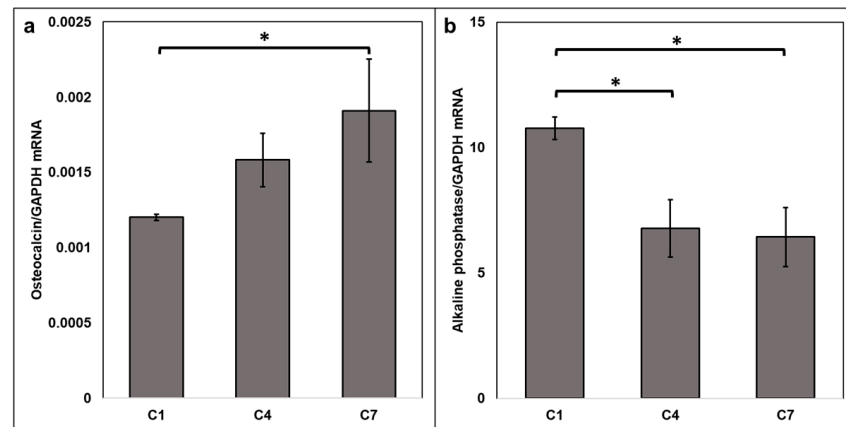 a
Osteocalcin/GAPDH mRNA
0.0025
0.002
0.0015
0.001
0.0005
0
*
C1 C4 C7
b
Alkaline phosphatase/GAPDH mRNA
15
10
5
0
*
*
C1 C4 C7